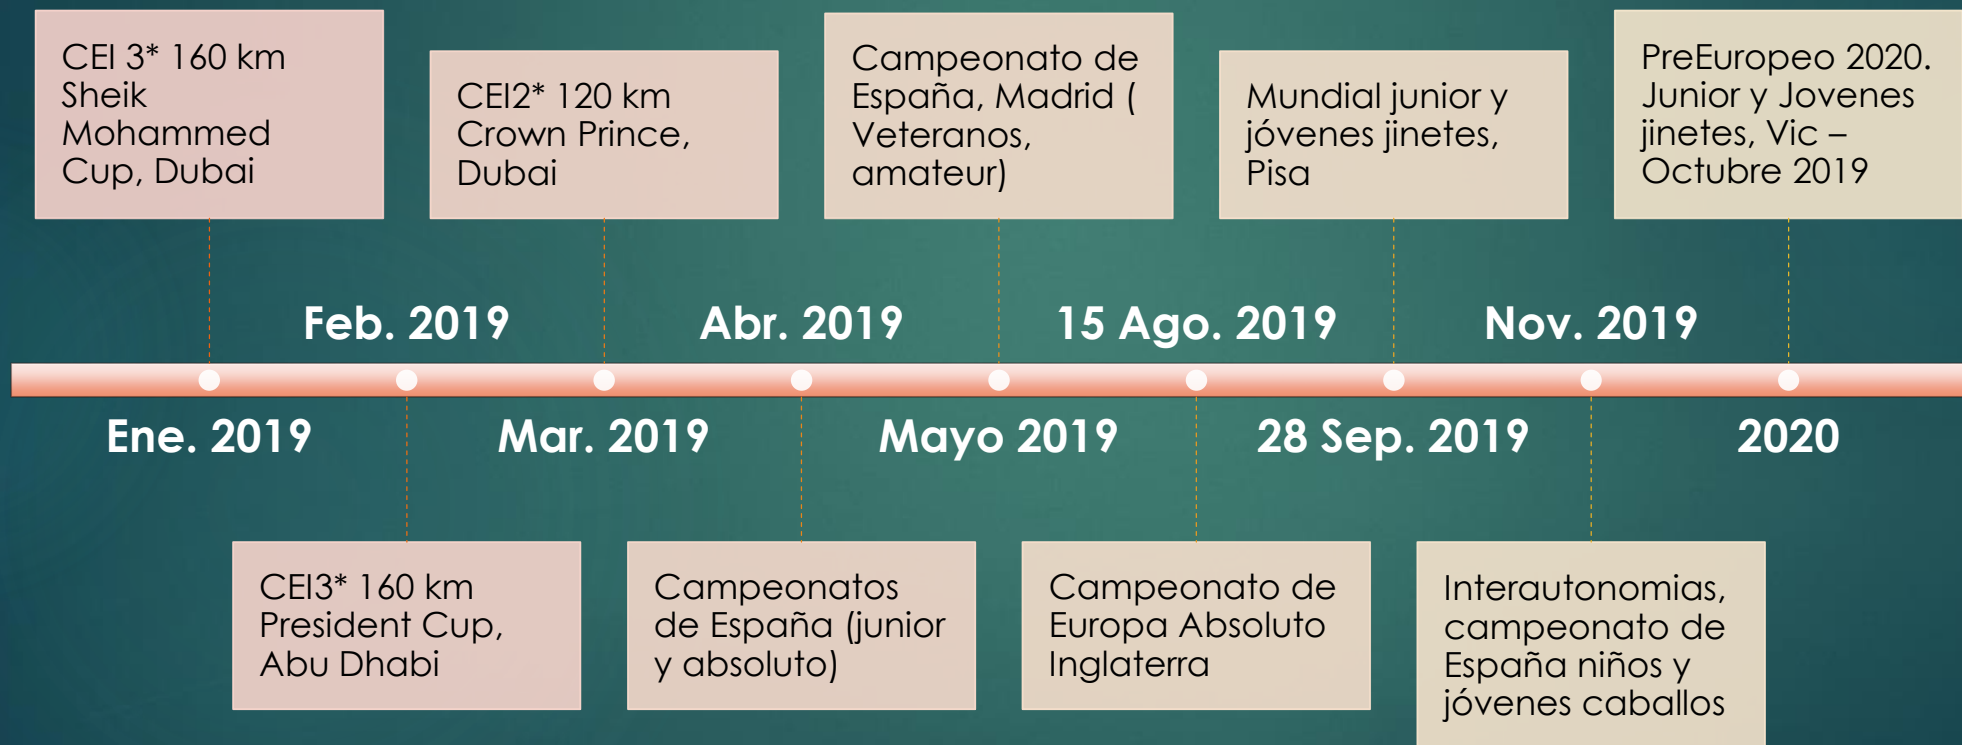 CEI 3* 160 km
Sheik
Mohammed
Cup, Dubai
CEI2* 120 km
Crown Prince,
Dubai
Campeonato de
España, Madrid (
Veteranos,
amateur)
Mundial junior y
jóvenes jinetes,
Pisa
PreEuropeo 2020.
Junior y Jovenes
jinetes, Vic –
Octubre 2019
Feb. 2019
Abr. 2019
15 Ago. 2019
Nov. 2019
Ene. 2019
Mar. 2019
Mayo 2019
28 Sep. 2019
2020
CEI3* 160 km
President Cup,
Abu Dhabi
Campeonatos
de España (junior
y absoluto)
Campeonato de
Europa Absoluto
Inglaterra
Interautonomias,
campeonato de
España niños y
jóvenes caballos